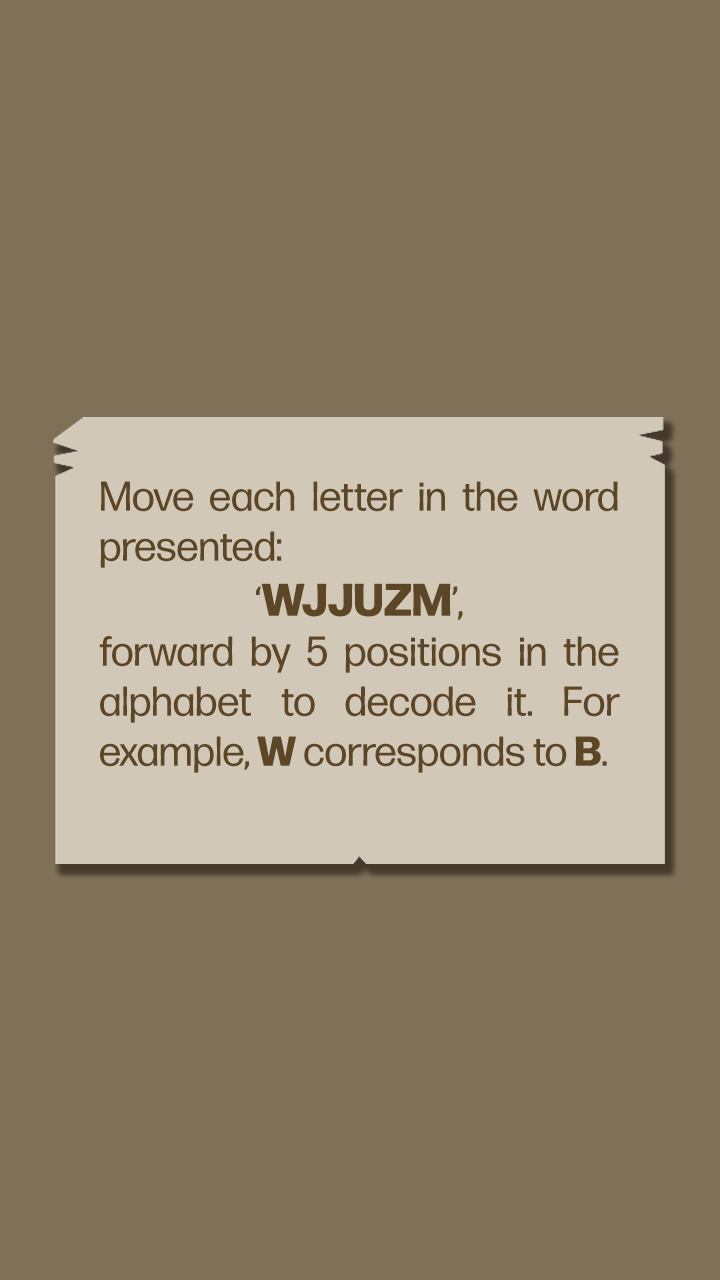 Move each letter in the word
presented:
‘WJJUZM’,
forward by 5 positions in the
alphabet to decode it. For
example, W corresponds to B.